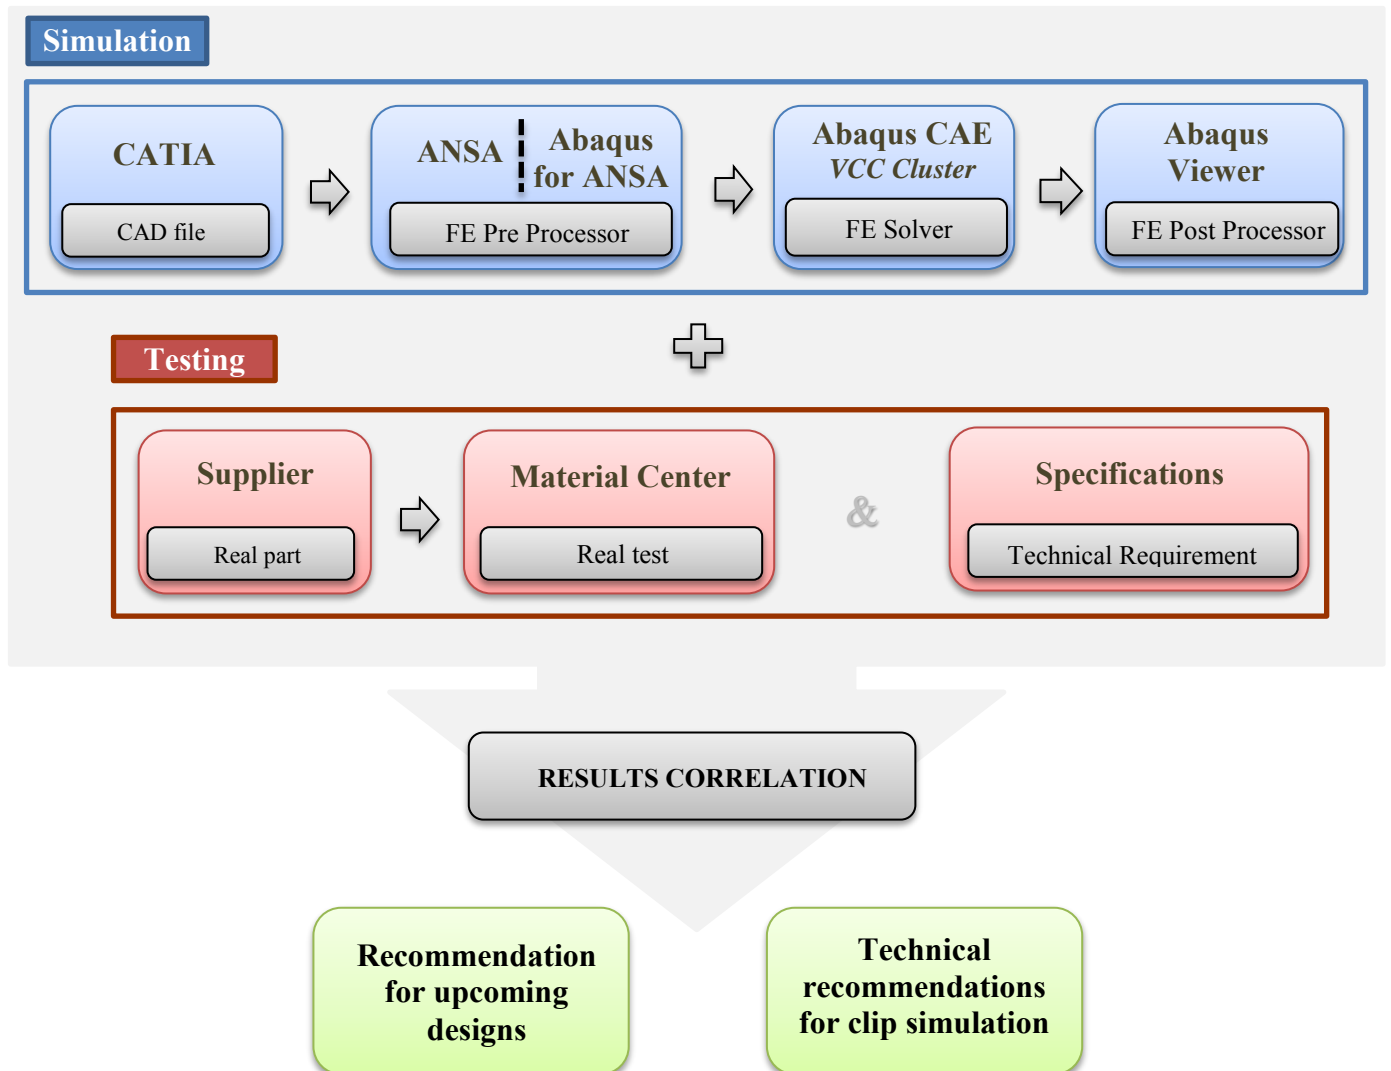 Simulation
CATIA
CAD file
ANSA
Abaqus
for ANSA
FE Pre Processor
Abaqus CAE
VCC Cluster
FE Solver
Abaqus
Viewer
FE Post Processor
Testing
Supplier
Real part
Material Center
Real test
&
Specifications
Technical Requirement
RESULTS CORRELATION
Recommendation
for upcoming
designs
Technical
recommendations
for clip simulation